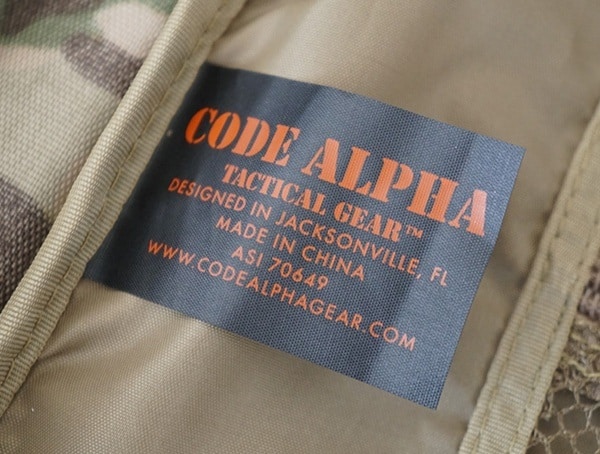 CODE ALPHA
TACTICAL GEAR™
DESIGNED IN JACKSONVILLE, FL
MADE IN CHINA
ASI 70649
WWW.CODEALPHAGEAR.COM